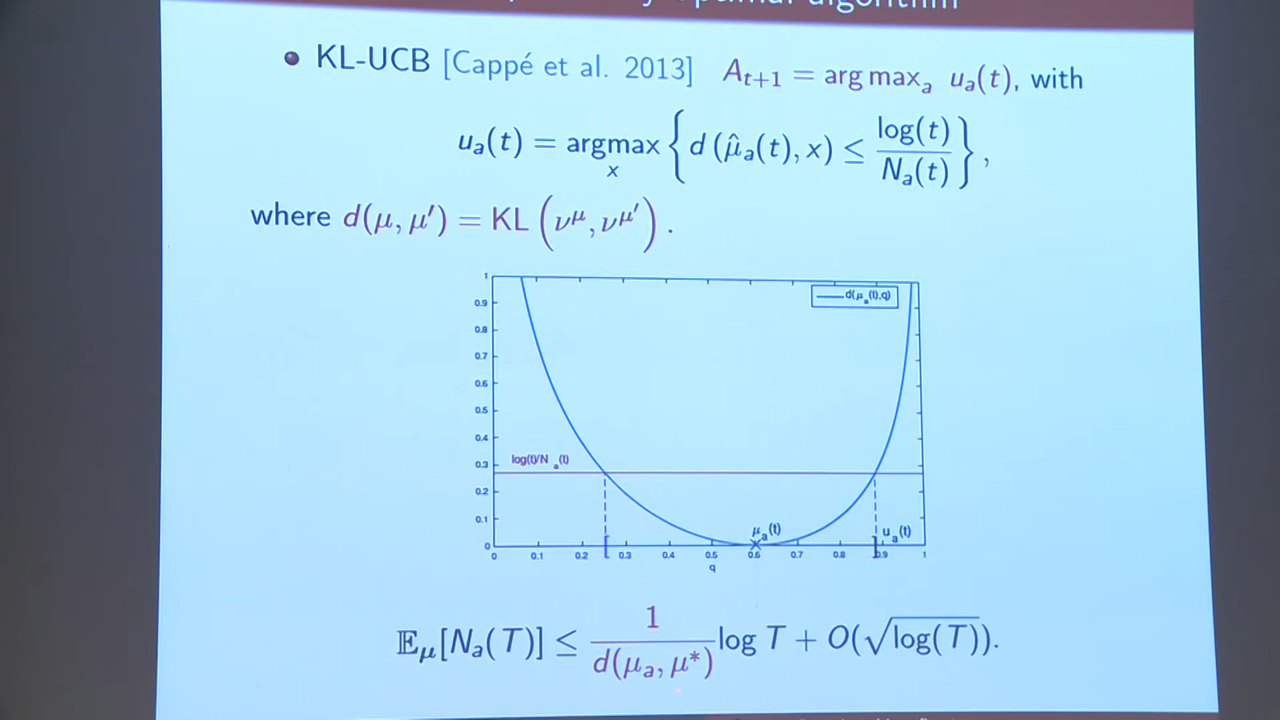 optimal algorithm
• KL-UCB [Cappé et al. 2013] A_{t+1} = arg max_a u_a(t), with
u_a(t) = argmax_x { d (μ̂_a(t), x) ≤ log(t) / N_a(t) },
where d(μ, μ′) = KL (ν^μ, ν^{μ′}) .
1
d(μ_a(t),q)
0.9
0.8
0.7
0.6
0.5
0.4
log(t)/N_a(t)
0.3
0.2
0.1
μ_a(t)
u_a(t)
0
0 0.1 0.2 0.3 0.4 0.5 0.6 0.7 0.8 0.9 1
q
𝔼_μ[N_a(T)] ≤ 1 / d(μ_a, μ*) log T + O(√log(T)).